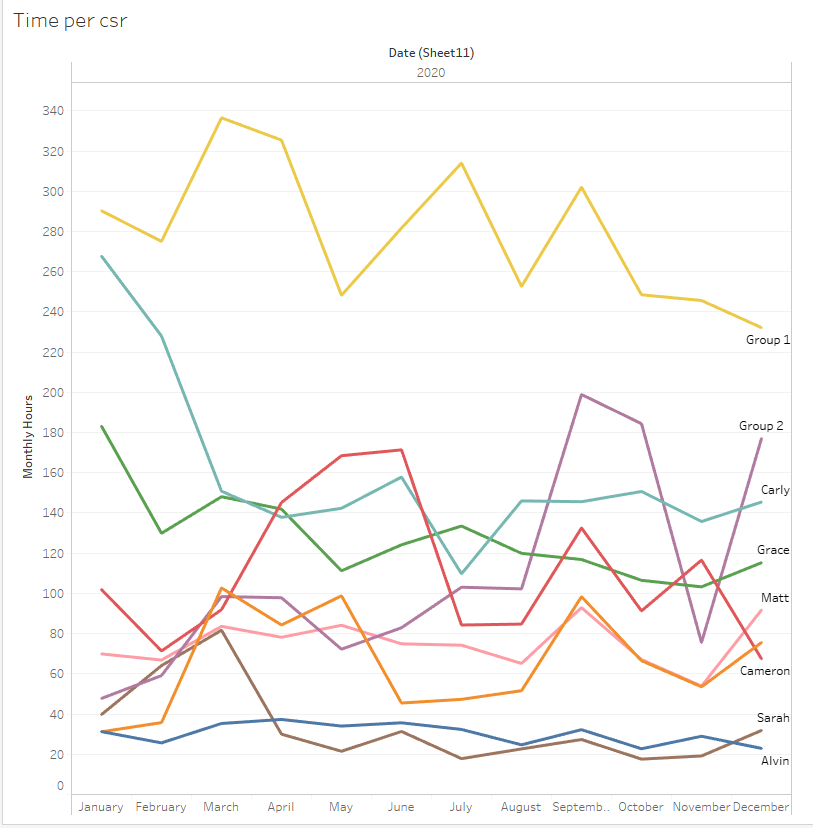 Time per csr
Date (Sheet11)
2020
Monthly Hours
340
320
300
280
260
240
220
200
180
160
140
120
100
80
60
40
20
0
Group 1
Group 2
Carly
Grace
Matt
Cameron
Sarah
Alvin
January February March April May June July August Septemb.. October November December